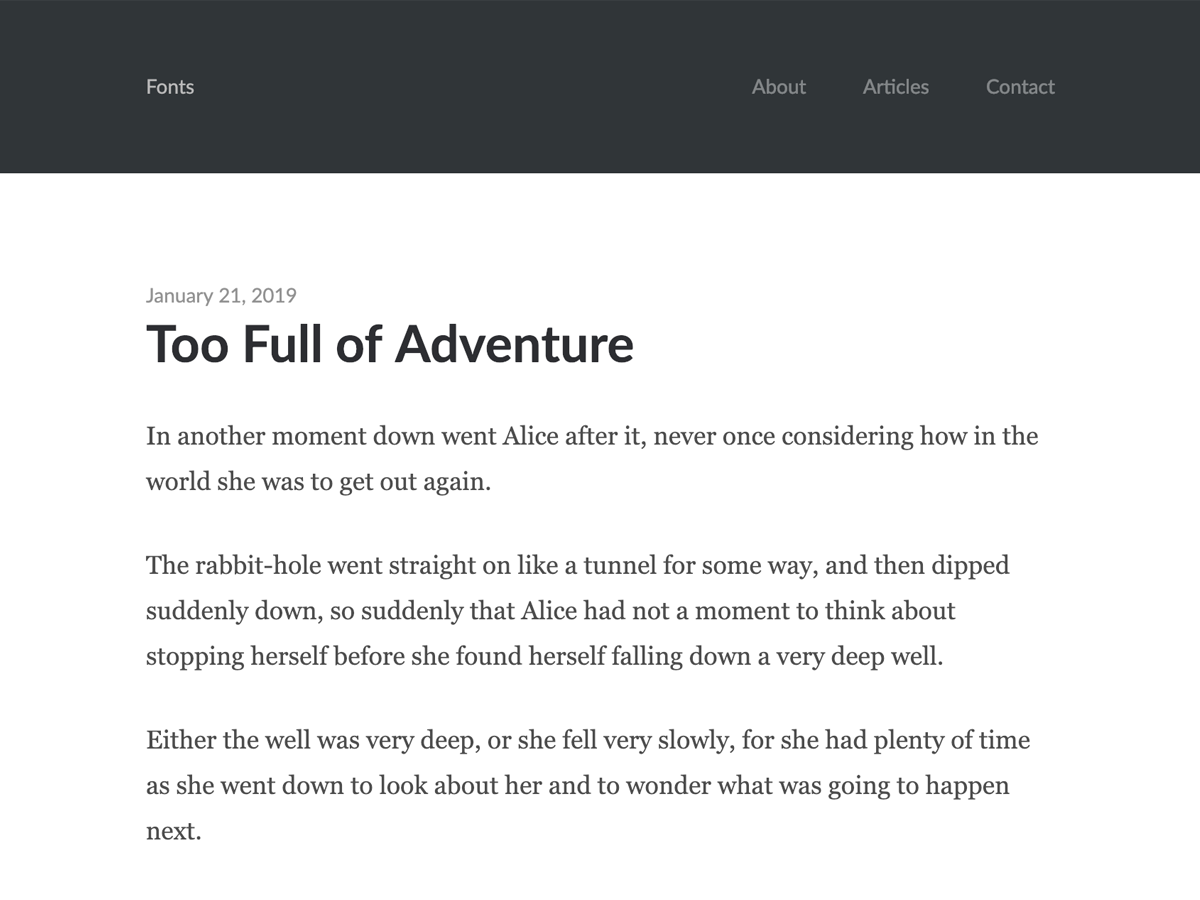 Fonts
About Articles Contact
January 21, 2019
Too Full of Adventure
In another moment down went Alice after it, never once considering how in the
world she was to get out again.
The rabbit-hole went straight on like a tunnel for some way, and then dipped
suddenly down, so suddenly that Alice had not a moment to think about
stopping herself before she found herself falling down a very deep well.
Either the well was very deep, or she fell very slowly, for she had plenty of time
as she went down to look about her and to wonder what was going to happen
next.